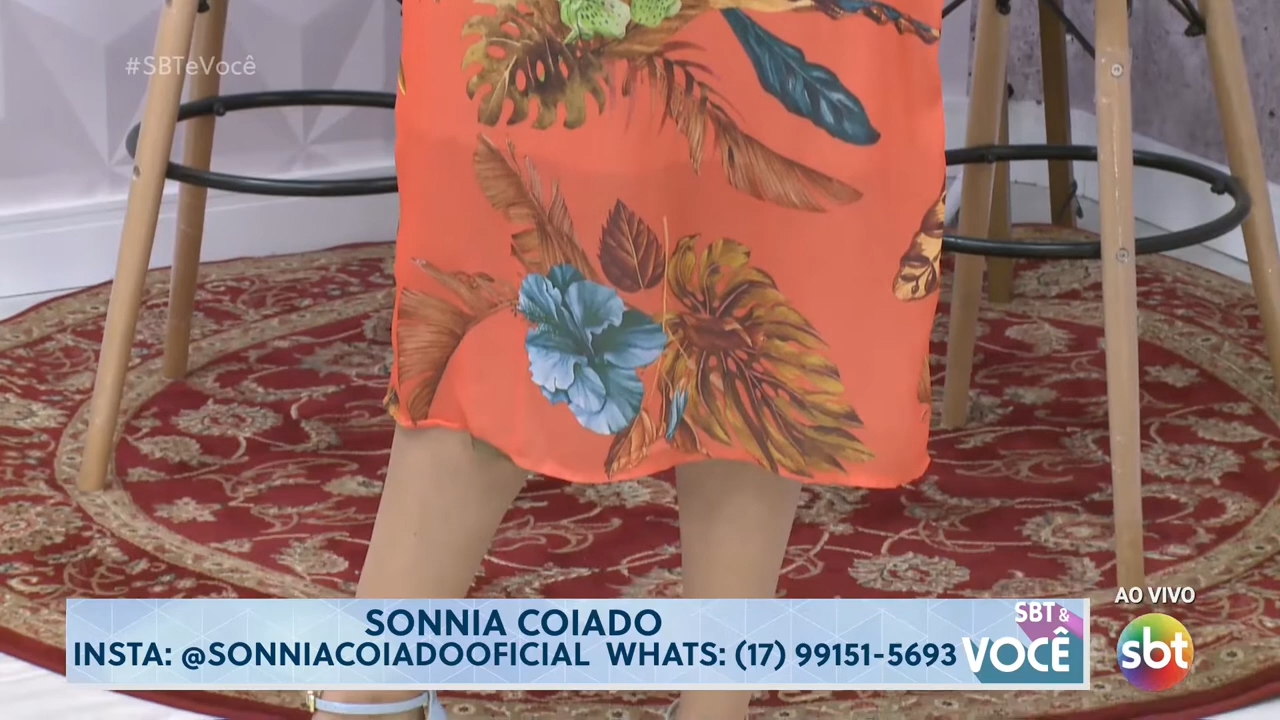 #SBTeVocê
SONNIA COIADO
INSTA: @SONNIACOIADOOFICIAL WHATS: (17) 99151-5693
SBT &
VOCÊ
AO VIVO
sbt